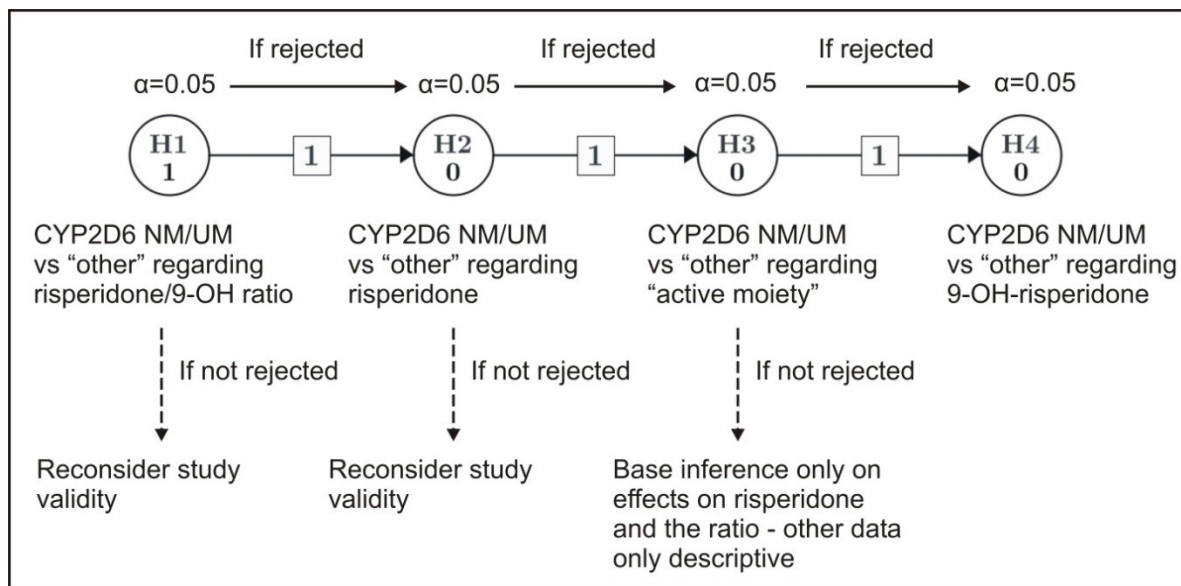 If rejected
If rejected
If rejected
α=0.05
α=0.05
α=0.05
α=0.05
H1
1
1
H2
0
1
H3
0
1
H4
0
CYP2D6 NM/UM
vs “other” regarding
risperidone/9-OH ratio
CYP2D6 NM/UM
vs “other” regarding
risperidone
CYP2D6 NM/UM
vs “other” regarding
“active moiety”
CYP2D6 NM/UM
vs “other” regarding
9-OH-risperidone
If not rejected
If not rejected
If not rejected
Reconsider study
validity
Reconsider study
validity
Base inference only on
effects on risperidone
and the ratio - other data
only descriptive